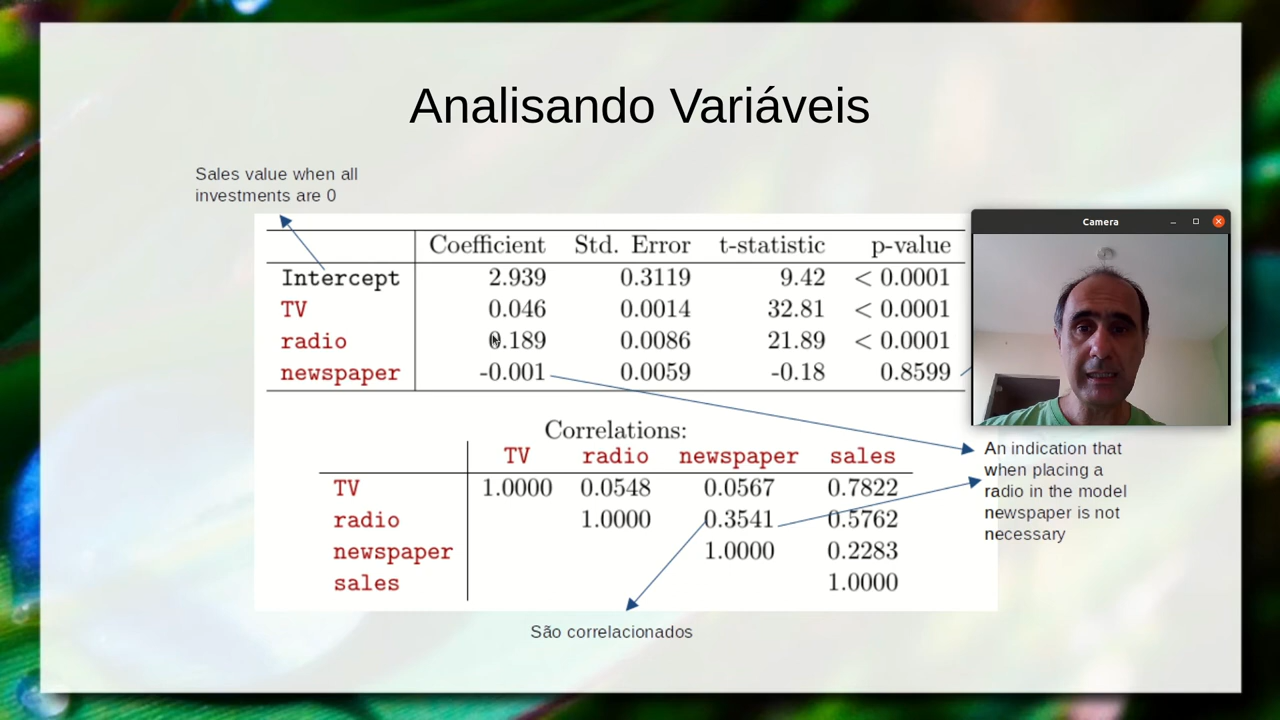 Analisando Variáveis
Sales value when all
investments are 0
Camera
Coefficient Std. Error t-statistic p-value
Intercept 2.939 0.3119 9.42 < 0.0001
TV 0.046 0.0014 32.81 < 0.0001
radio 0.189 0.0086 21.89 < 0.0001
newspaper -0.001 0.0059 -0.18 0.8599
Correlations:
TV radio newspaper sales
TV 1.0000 0.0548 0.0567 0.7822
radio 1.0000 0.3541 0.5762
newspaper 1.0000 0.2283
sales 1.0000
An indication that
when placing a
radio in the model
newspaper is not
necessary
São correlacionados